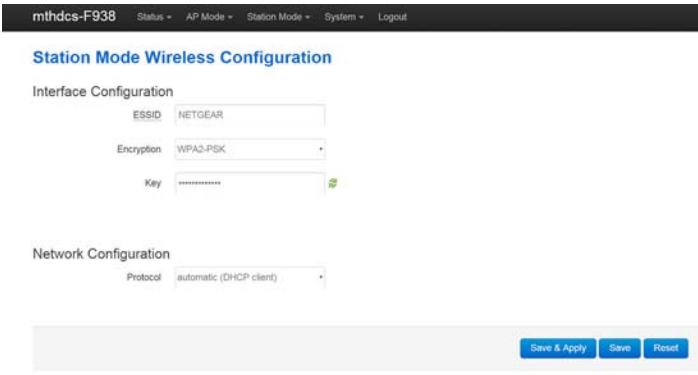 mthdcs-F938 Status AP Mode Station Mode System Logout
Station Mode Wireless Configuration
Interface Configuration
ESSID NETGEAR
Encryption WPA2-PSK
Key •••••••••••••
Network Configuration
Protocol automatic (DHCP client)
Save & Apply Save Reset